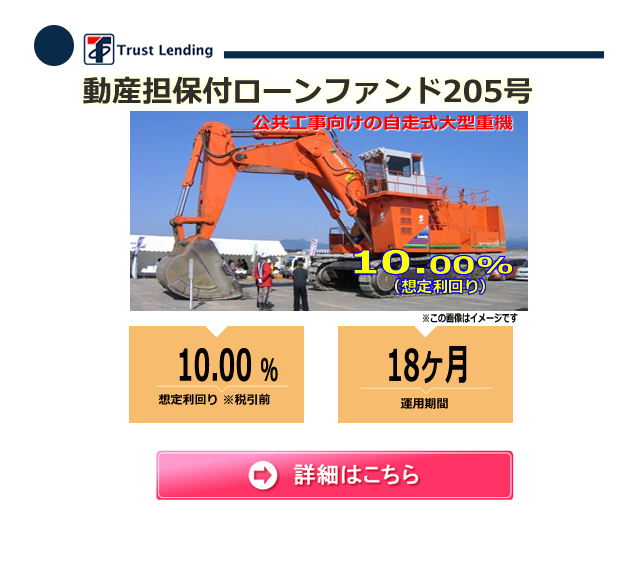 Trust Lending
動産担保付ローンファンド205号
公共工事向けの自走式大型重機
10.00%
（想定利回り）
※この画像はイメージです
10.00 %
想定利回り ※税引前
18ヶ月
運用期間
詳細はこちら